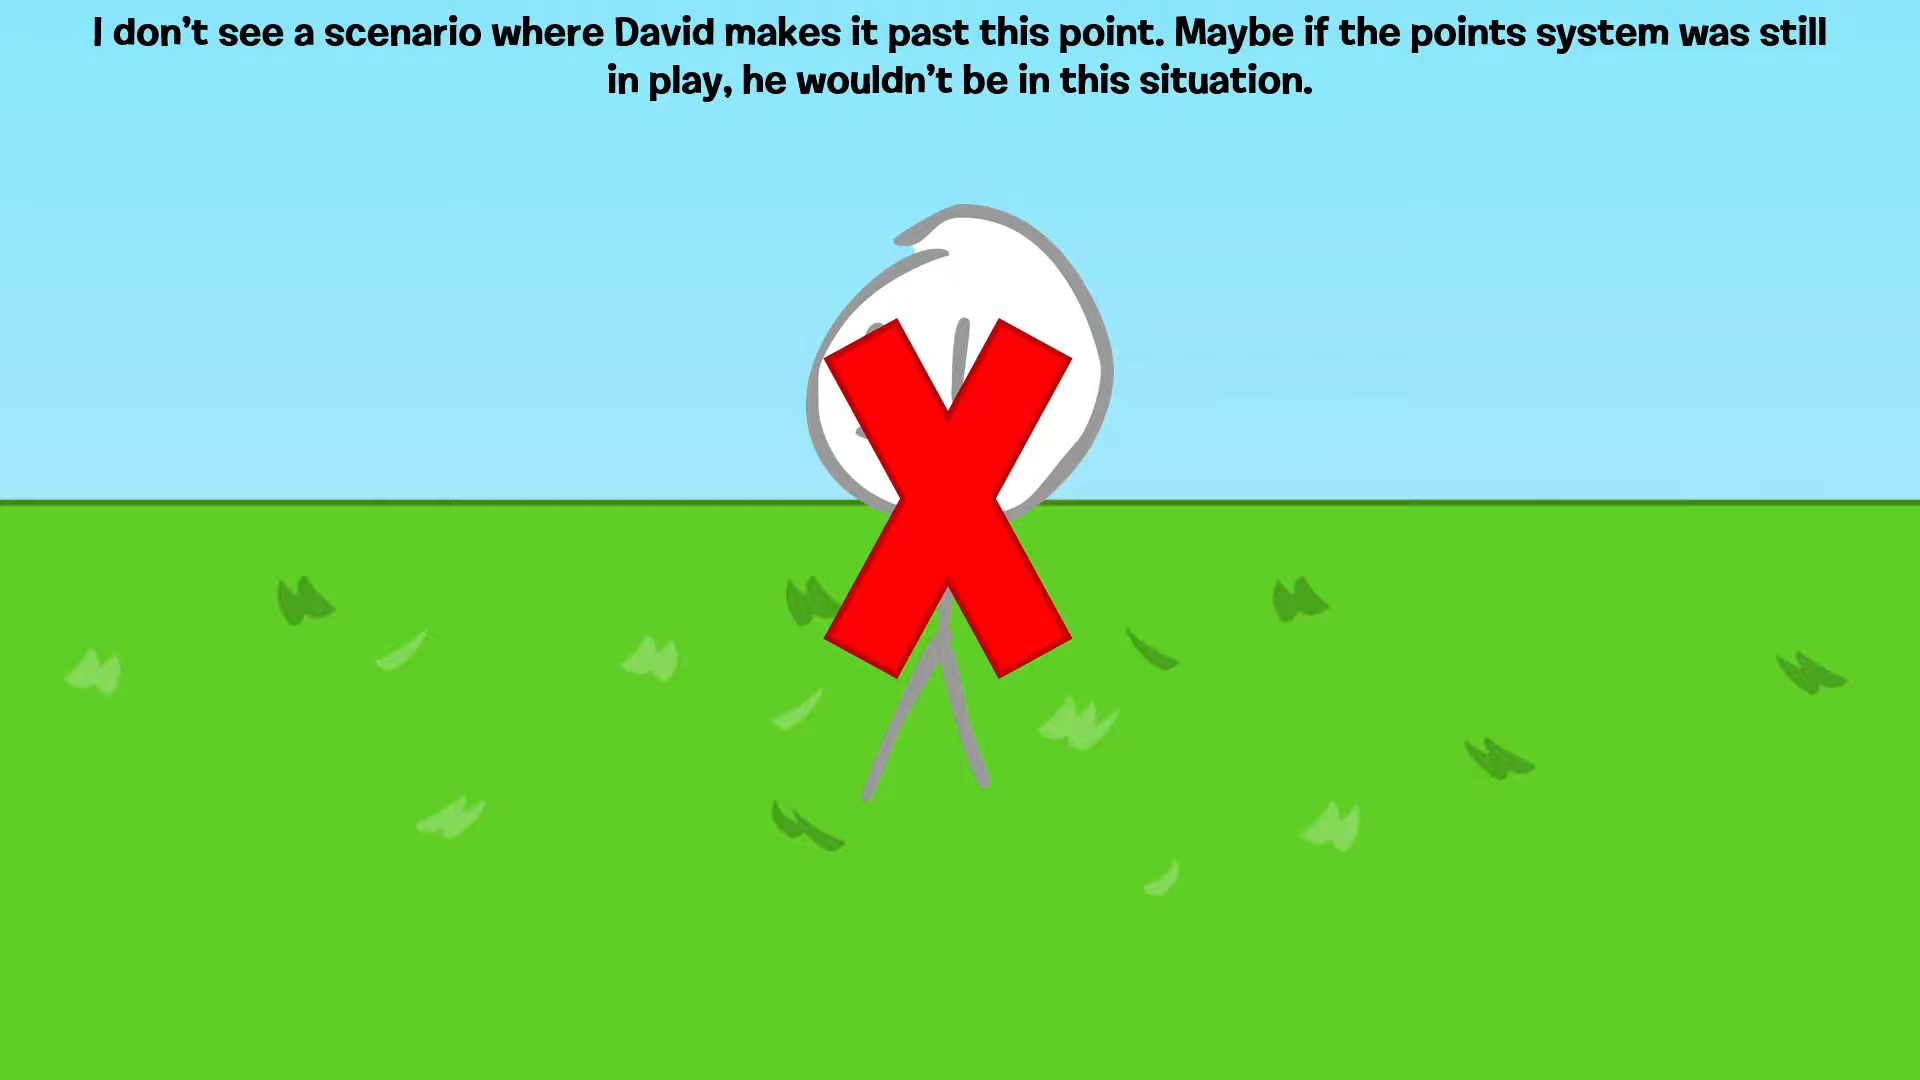 I don't see a scenario where David makes it past this point. Maybe if the points system was still
in play, he wouldn't be in this situation.